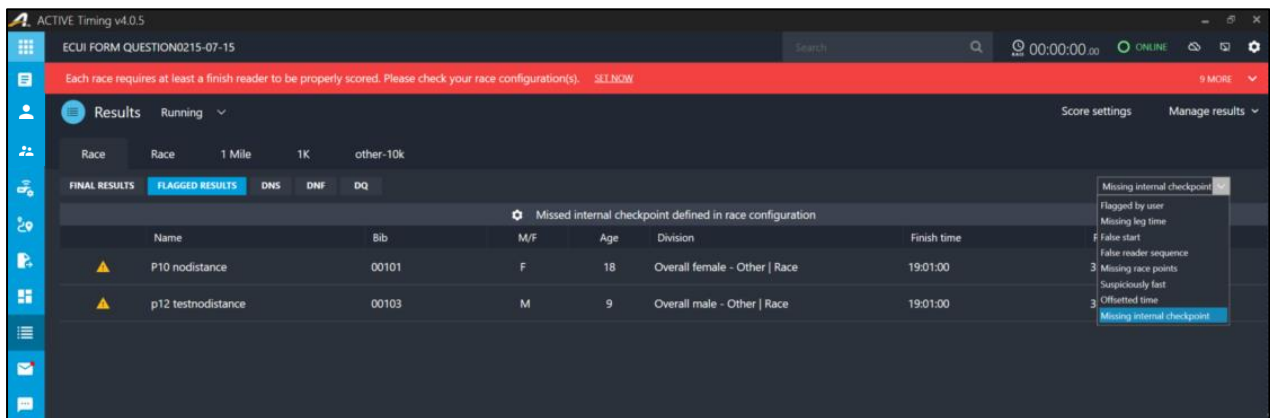 ACTIVE Timing v4.0.5
ECUI FORM QUESTION0215-07-15 Search 00:00:00.00 ONLINE
Each race requires at least a finish reader to be properly scored. Please check your race configuration(s). SET NOW 9 MORE
Results Running Score settings Manage results
Race Race 1 Mile 1K other-10k
FINAL RESULTS FLAGGED RESULTS DNS DNF DQ Missing internal checkpoint
Missed internal checkpoint defined in race configuration
Name Bib M/F Age Division Finish time
P10 nodistance 00101 F 18 Overall female - Other | Race 19:01:00 3
p12 testnodistance 00103 M 9 Overall male - Other | Race 19:01:00 3
Flagged by user
Missing leg time
False start
False reader sequence
Missing race points
Suspiciously fast
Offsetted time
Missing internal checkpoint